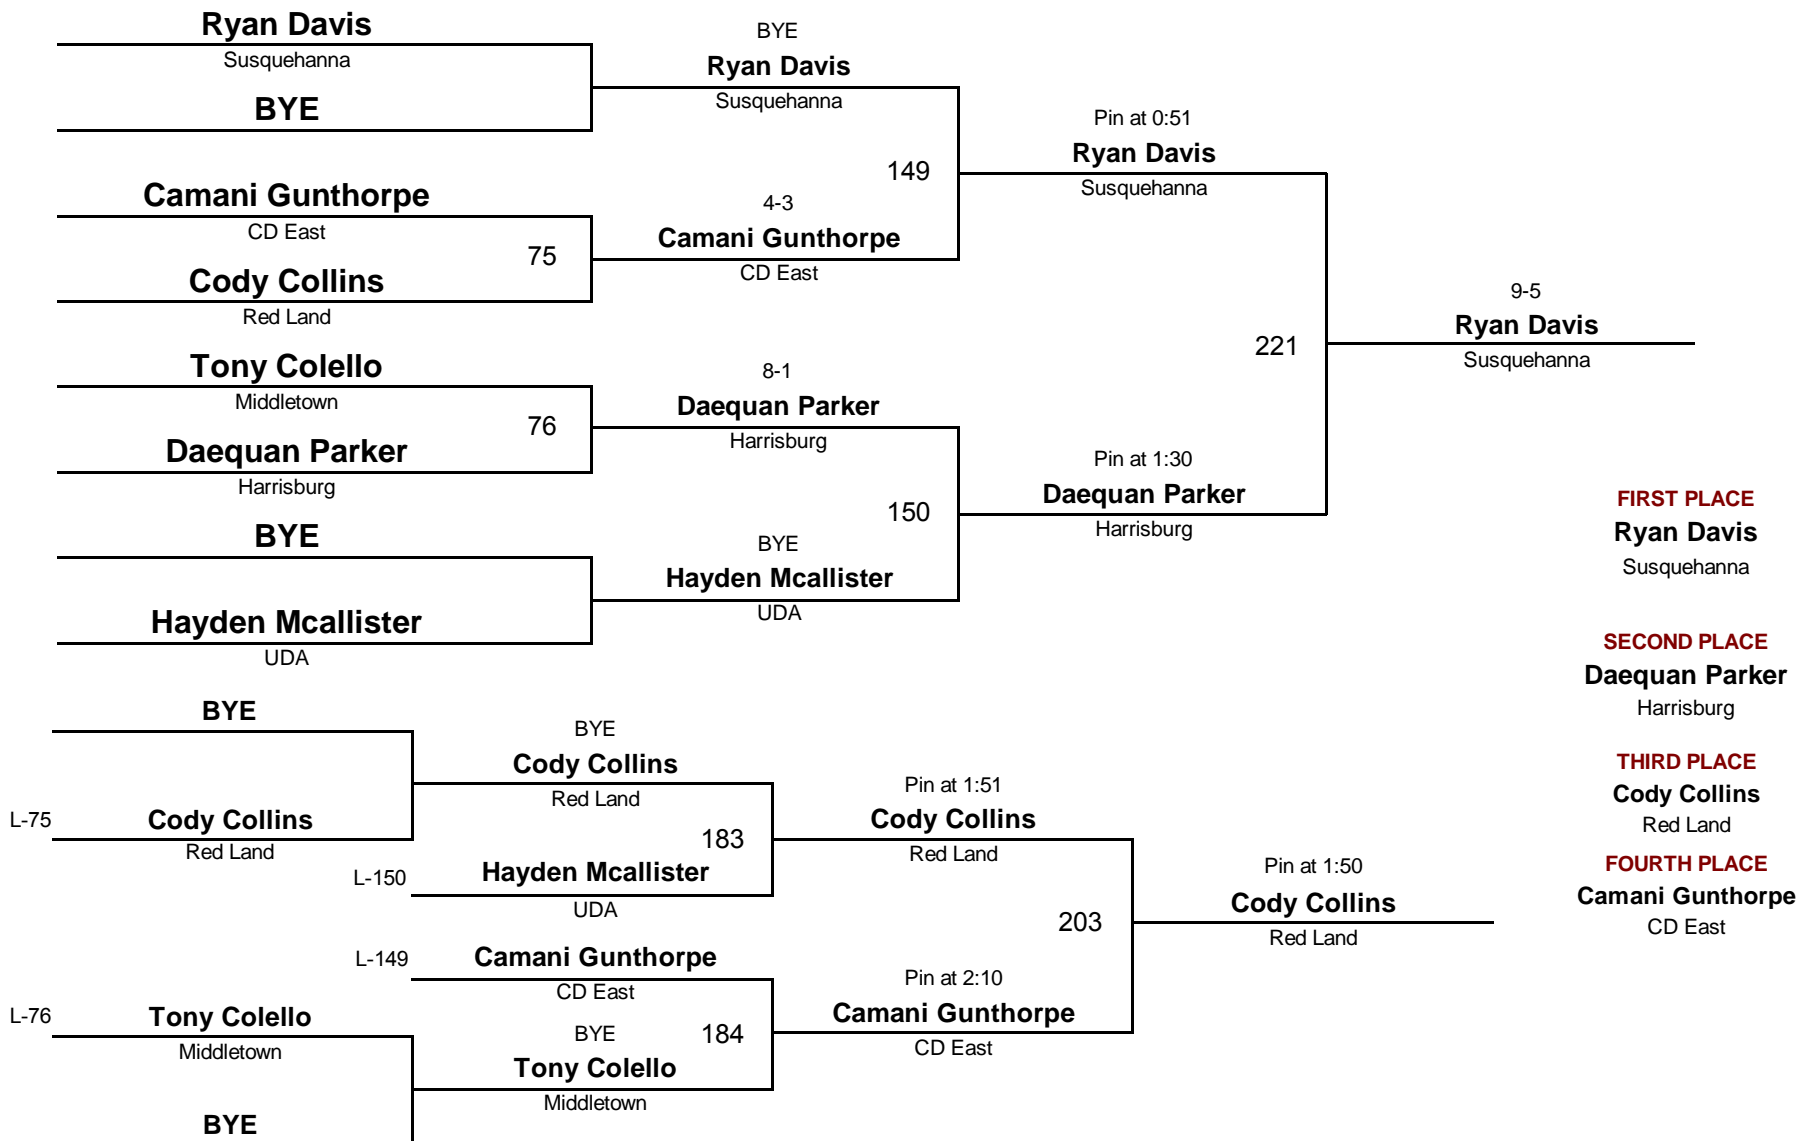 Ryan Davis
Susquehanna
BYE
Camani Gunthorpe
CD East
75
Cody Collins
Red Land
Tony Colello
Middletown
76
Daequan Parker
Harrisburg
BYE
Hayden Mcallister
UDA
BYE
Ryan Davis
Susquehanna
149
4-3
Camani Gunthorpe
CD East
8-1
Daequan Parker
Harrisburg
150
BYE
Hayden Mcallister
UDA
Pin at 0:51
Ryan Davis
Susquehanna
221
Pin at 1:30
Daequan Parker
Harrisburg
9-5
Ryan Davis
Susquehanna
FIRST PLACE
Ryan Davis
Susquehanna
SECOND PLACE
Daequan Parker
Harrisburg
THIRD PLACE
Cody Collins
Red Land
FOURTH PLACE
Camani Gunthorpe
CD East
BYE
L-75
Cody Collins
Red Land
L-76
Tony Colello
Middletown
BYE
BYE
Cody Collins
Red Land
183
L-150
Hayden Mcallister
UDA
L-149
Camani Gunthorpe
CD East
BYE
184
Tony Colello
Middletown
Pin at 1:51
Cody Collins
Red Land
203
Pin at 2:10
Camani Gunthorpe
CD East
Pin at 1:50
Cody Collins
Red Land